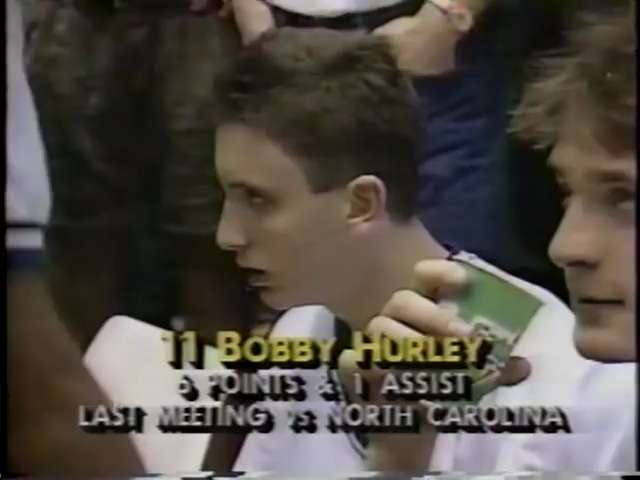 11 BOBBY HURLEY
6 POINTS & 1 ASSIST
LAST MEETING vs NORTH CAROLINA